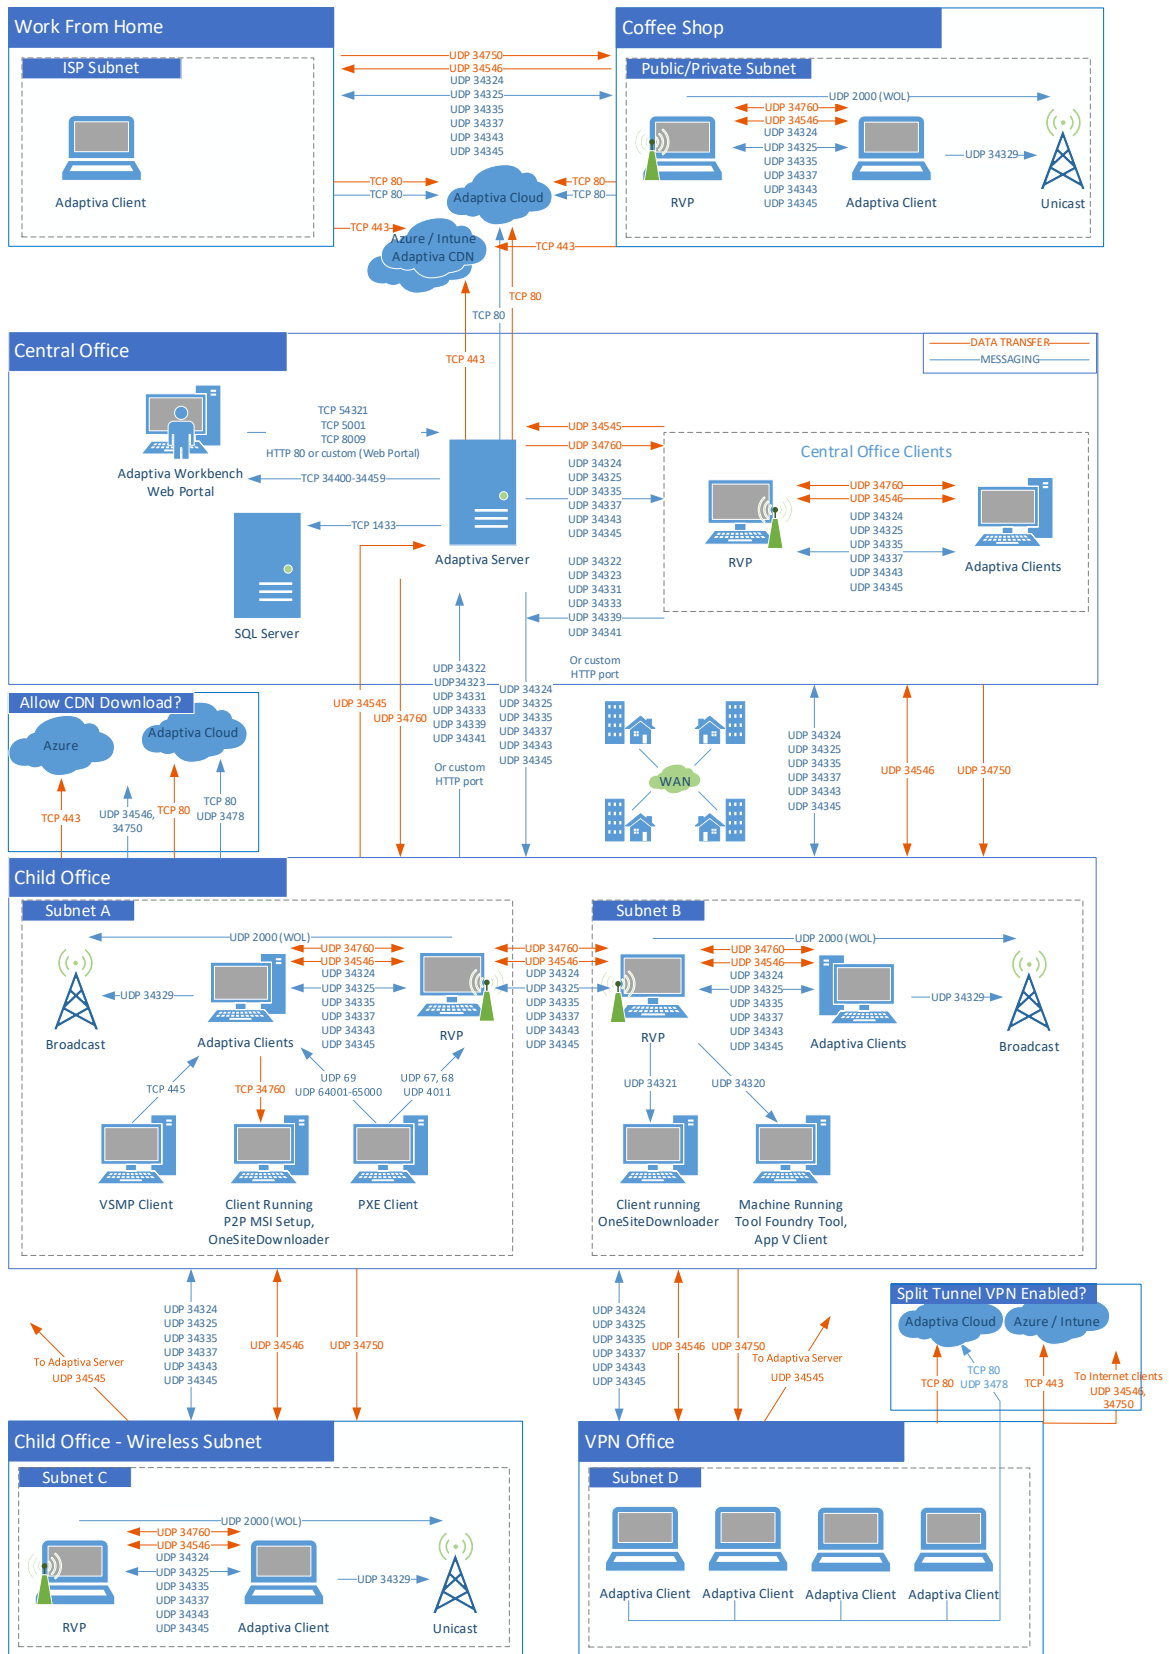 Work From Home
ISP Subnet
Adaptiva Client
UDP 34750
UDP 34546
UDP 34324
UDP 34325
UDP 34335
UDP 34337
UDP 34343
UDP 34345
Coffee Shop
Public/Private Subnet
UDP 2000 (WOL)
UDP 34760
UDP 34546
UDP 34324
UDP 34325
UDP 34335
UDP 34337
UDP 34343
UDP 34345
UDP 34329
RVP
Adaptiva Client
Unicast
TCP 80
TCP 80
TCP 443
Adaptiva Cloud
TCP 80
TCP 80
Azure / Intune
Adaptiva CDN
TCP 443
TCP 80
TCP 80
TCP 443
Central Office
DATA TRANSFER
MESSAGING
Adaptiva Workbench
Web Portal
TCP 54321
TCP 5001
TCP 8009
HTTP 80 or custom (Web Portal)
TCP 34400-34459
TCP 1433
SQL Server
Adaptiva Server
UDP 34545
UDP 34760
UDP 34324
UDP 34325
UDP 34335
UDP 34337
UDP 34343
UDP 34345
UDP 34322
UDP 34323
UDP 34331
UDP 34333
UDP 34339
UDP 34341
Or custom
HTTP port
Central Office Clients
UDP 34760
UDP 34546
UDP 34324
UDP 34325
UDP 34335
UDP 34337
UDP 34343
UDP 34345
RVP
Adaptiva Clients
Allow CDN Download?
Azure
Adaptiva Cloud
TCP 443
UDP 34546,
34750
TCP 80
TCP 80
UDP 3478
UDP 34545
UDP 34760
UDP 34322
UDP34323
UDP 34331
UDP 34333
UDP 34339
UDP 34341
Or custom
HTTP port
UDP 34324
UDP 34325
UDP 34335
UDP 34337
UDP 34343
UDP 34345
WAN
UDP 34324
UDP 34325
UDP 34335
UDP 34337
UDP 34343
UDP 34345
UDP 34546
UDP 34750
Child Office
Subnet A
UDP 2000 (WOL)
UDP 34329
Broadcast
Adaptiva Clients
UDP 34760
UDP 34546
UDP 34324
UDP 34325
UDP 34335
UDP 34337
UDP 34343
UDP 34345
RVP
TCP 445
TCP 34760
UDP 69
UDP 64001-65000
UDP 67, 68
UDP 4011
VSMP Client
Client Running
P2P MSI Setup,
OneSiteDownloader
PXE Client
UDP 34760
UDP 34546
UDP 34324
UDP 34325
UDP 34335
UDP 34337
UDP 34343
UDP 34345
Subnet B
UDP 2000 (WOL)
UDP 34760
UDP 34546
UDP 34324
UDP 34325
UDP 34335
UDP 34337
UDP 34343
UDP 34345
RVP
Adaptiva Clients
UDP 34329
Broadcast
UDP 34321
UDP 34320
Client running
OneSiteDownloader
Machine Running
Tool Foundry Tool,
App V Client
To Adaptiva Server
UDP 34545
UDP 34324
UDP 34325
UDP 34335
UDP 34337
UDP 34343
UDP 34345
UDP 34546
UDP 34750
UDP 34324
UDP 34325
UDP 34335
UDP 34337
UDP 34343
UDP 34345
UDP 34546
UDP 34750
To Adaptiva Server
UDP 34545
Split Tunnel VPN Enabled?
Adaptiva Cloud
Azure / Intune
TCP 80
TCP 80
UDP 3478
TCP 443
To Internet clients
UDP 34546,
34750
Child Office - Wireless Subnet
Subnet C
UDP 2000 (WOL)
UDP 34760
UDP 34546
UDP 34324
UDP 34325
UDP 34335
UDP 34337
UDP 34343
UDP 34345
UDP 34329
RVP
Adaptiva Client
Unicast
VPN Office
Subnet D
Adaptiva Client
Adaptiva Client
Adaptiva Client
Adaptiva Client